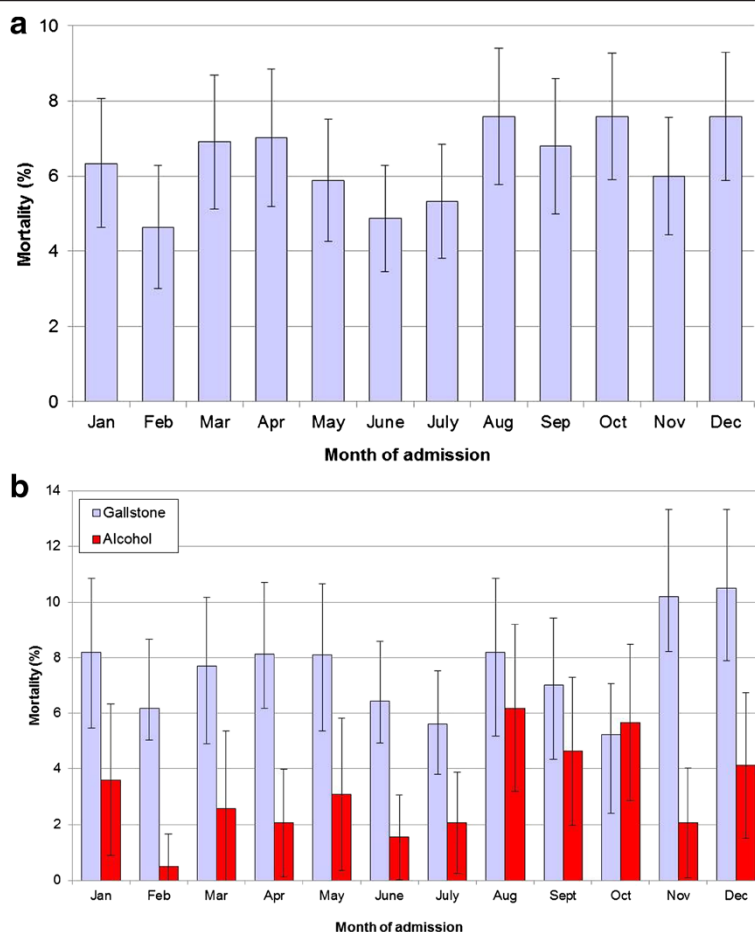 a
10
8
6
4
2
0
Mortality (%)
Jan Feb Mar Apr May June July Aug Sep Oct Nov Dec
Month of admission
b
14
12
10
8
6
4
2
0
Mortality (%)
Gallstone
Alcohol
Jan Feb Mar Apr May June July Aug Sept Oct Nov Dec
Month of admission